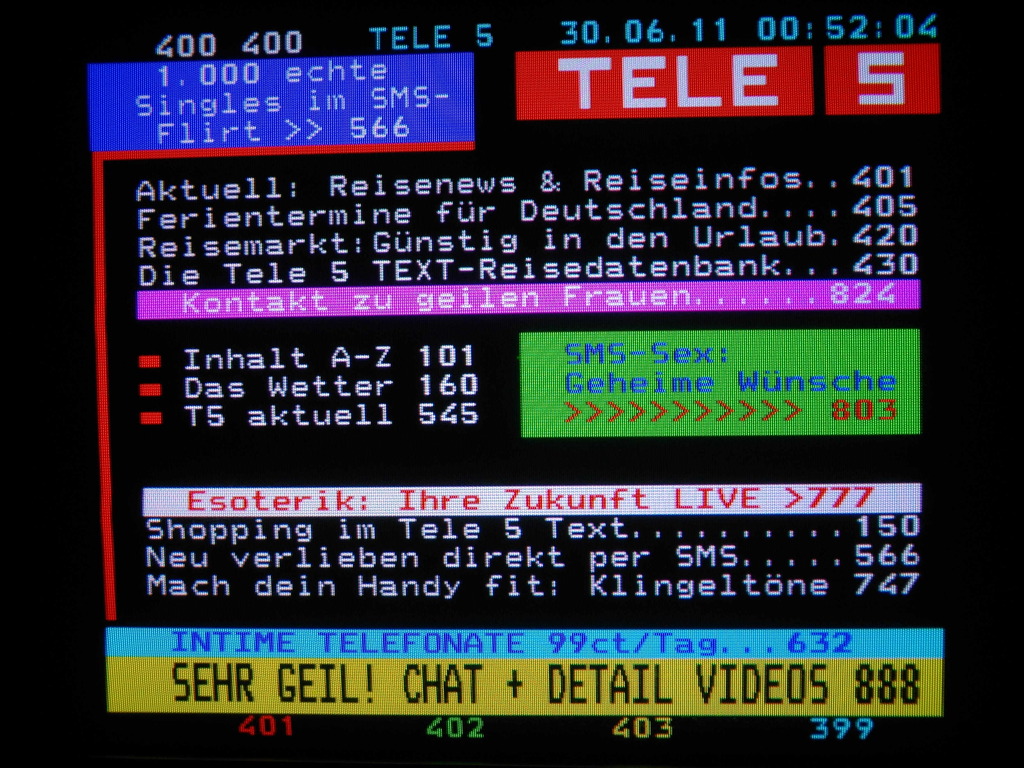 400 400 TELE 5 30.06.11 00:52:04
1.000 echte
Singles im SMS-
Flirt >> 566
TELE 5
Aktuell: Reisenews & Reiseinfos..401
Ferientermine für Deutschland....405
Reisemarkt:Günstig in den Urlaub.420
Die Tele 5 TEXT-Reisedatenbank...430
Kontakt zu geilen Frauen......824
Inhalt A-Z 101
Das Wetter 160
T5 aktuell 545
SMS-Sex:
Geheime Wünsche
>>>>>>>>>>> 803
Esoterik: Ihre Zukunft LIVE >777
Shopping im Tele 5 Text..........150
Neu verlieben direkt per SMS.....566
Mach dein Handy fit: Klingeltöne 747
INTIME TELEFONATE 99ct/Tag...632
SEHR GEIL! CHAT + DETAIL VIDEOS 888
401 402 403 399